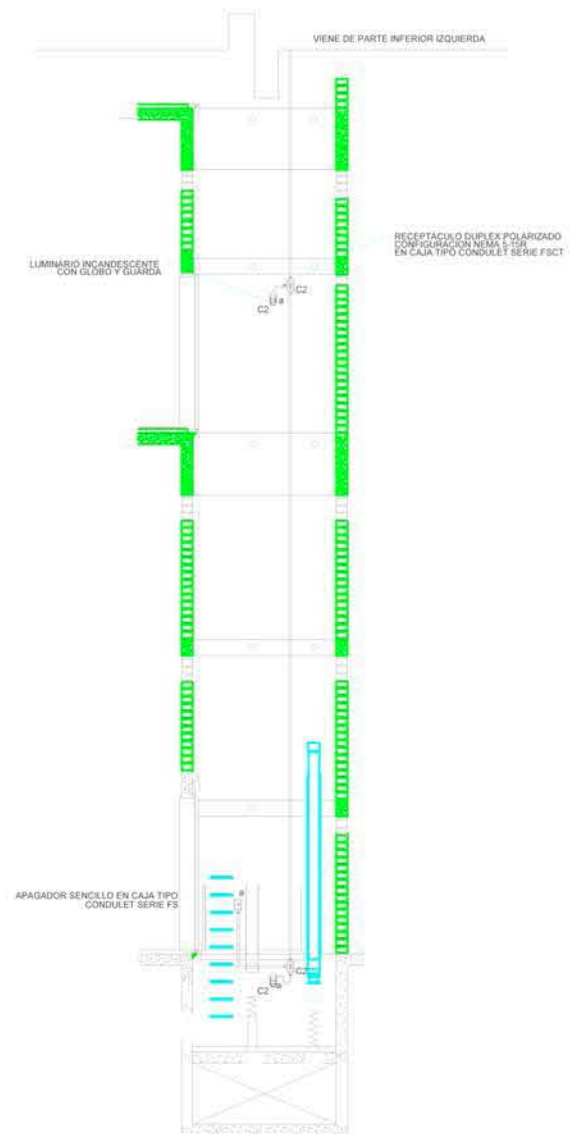 VIENE DE PARTE INFERIOR IZQUIERDA
RECEPTACULO DUPLEX POLARIZADO
CONFIGURACION NEMA 5-15R
EN CAJA TIPO CONDULET SERIE FSCT
LUMINARIO INCANDESCENTE
CON GLOBO Y GUARDA
C2
a
C2
APAGADOR SENCILLO EN CAJA TIPO
CONDULET SERIE FS
a
C2
a
C2